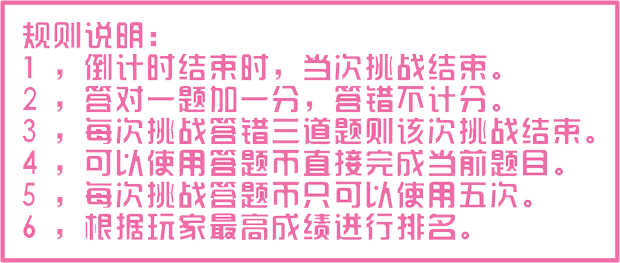 规则说明：
1，倒计时结束时，当次挑战结束。
2，答对一题加一分，答错不计分。
3，每次挑战答错三道题则该次挑战结束。
4，可以使用答题币直接完成当前题目。
5，每次挑战答题币只可以使用五次。
6，根据玩家最高成绩进行排名。